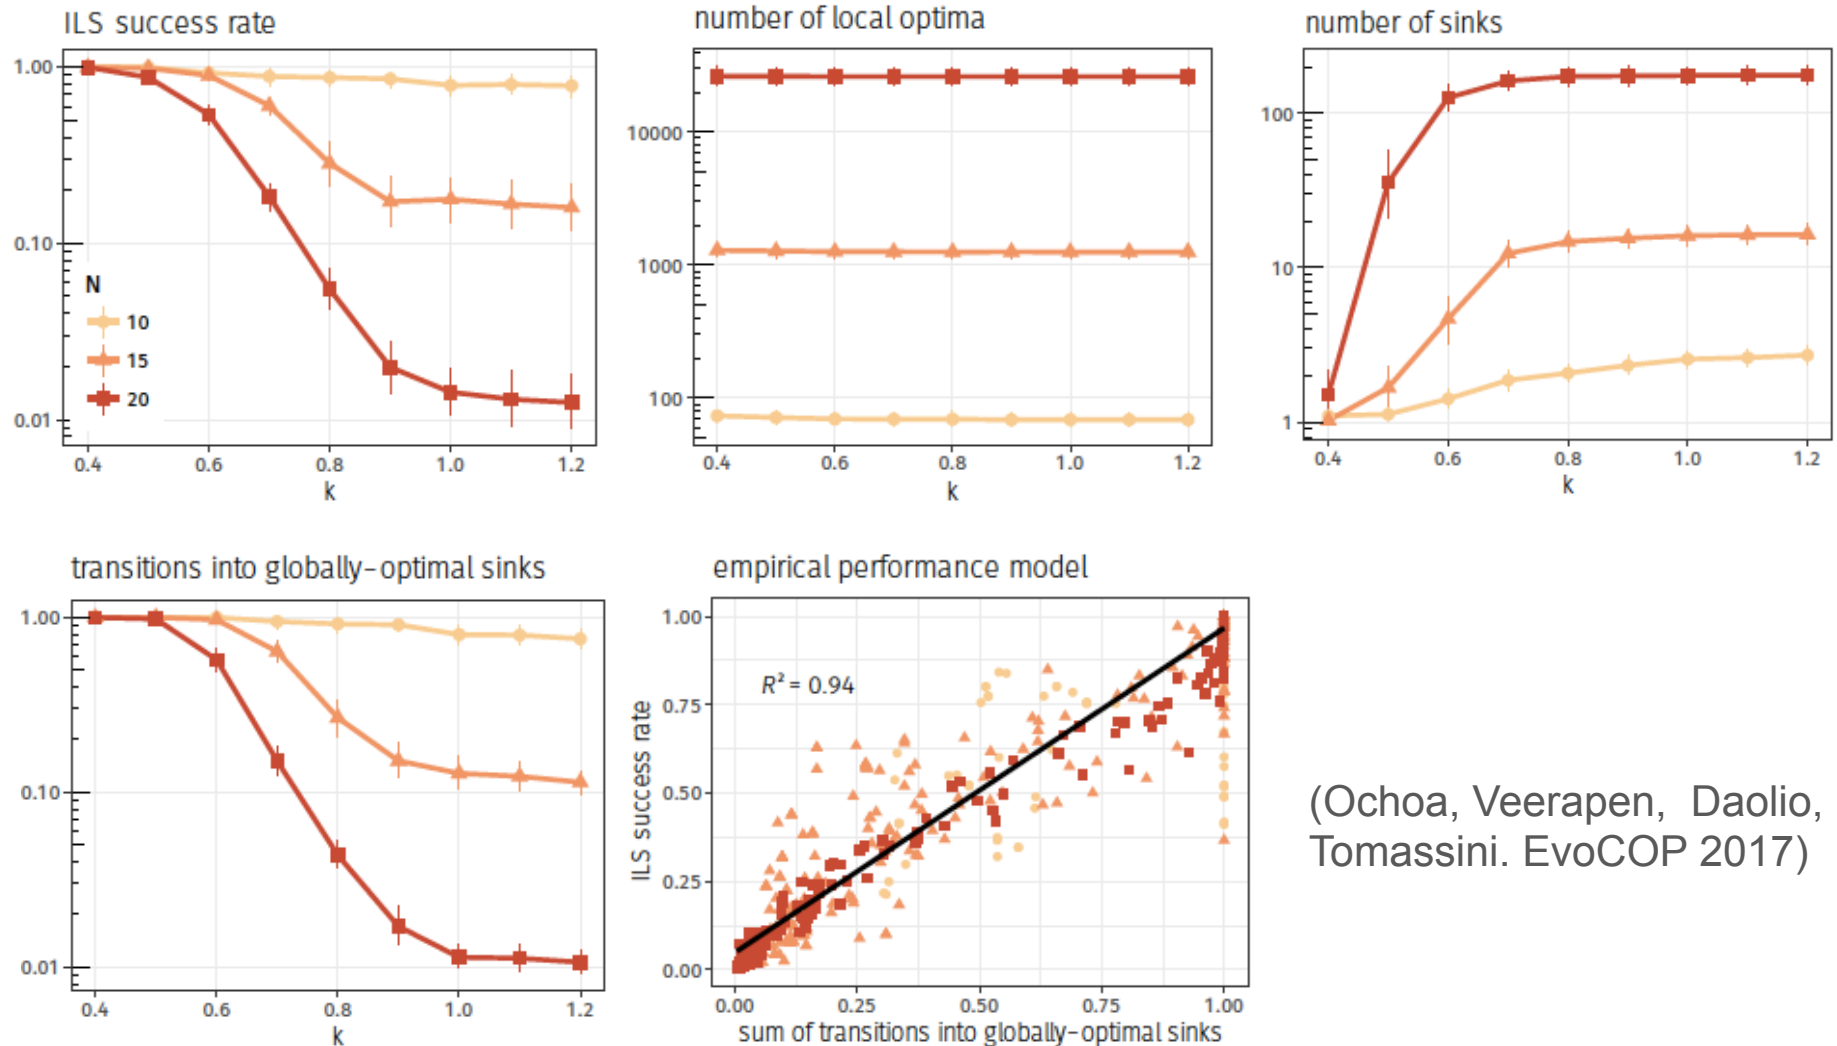 ILS success rate
1.00
0.10
0.01
N
10
15
20
0.4 0.6 0.8 1.0 1.2
k
number of local optima
10000
1000
100
0.4 0.6 0.8 1.0 1.2
k
number of sinks
100
10
1
0.4 0.6 0.8 1.0 1.2
k
transitions into globally-optimal sinks
1.00
0.10
0.01
0.4 0.6 0.8 1.0 1.2
k
empirical performance model
ILS success rate
1.00
0.75
0.50
0.25
0.00
R² = 0.94
0.00 0.25 0.50 0.75 1.00
sum of transitions into globally-optimal sinks
(Ochoa, Veerapen, Daolio,
Tomassini. EvoCOP 2017)